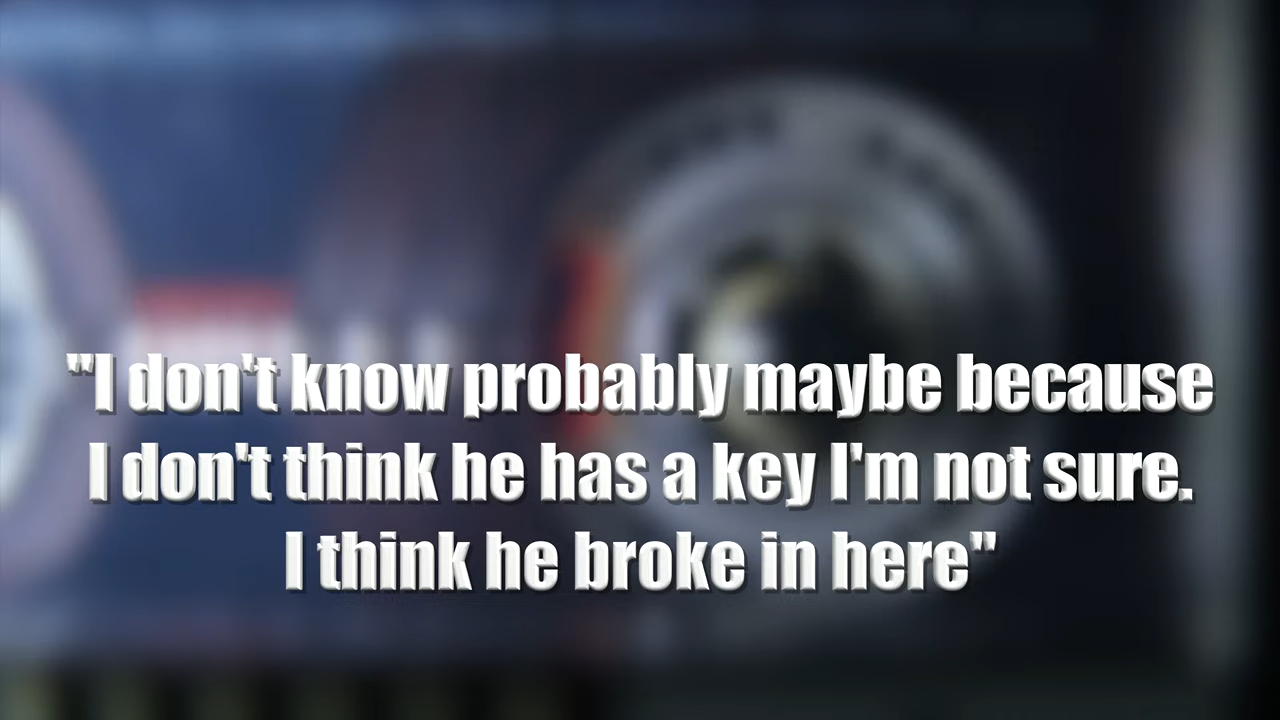 "I don't know probably maybe because
I don't think he has a key I'm not sure.
I think he broke in here"